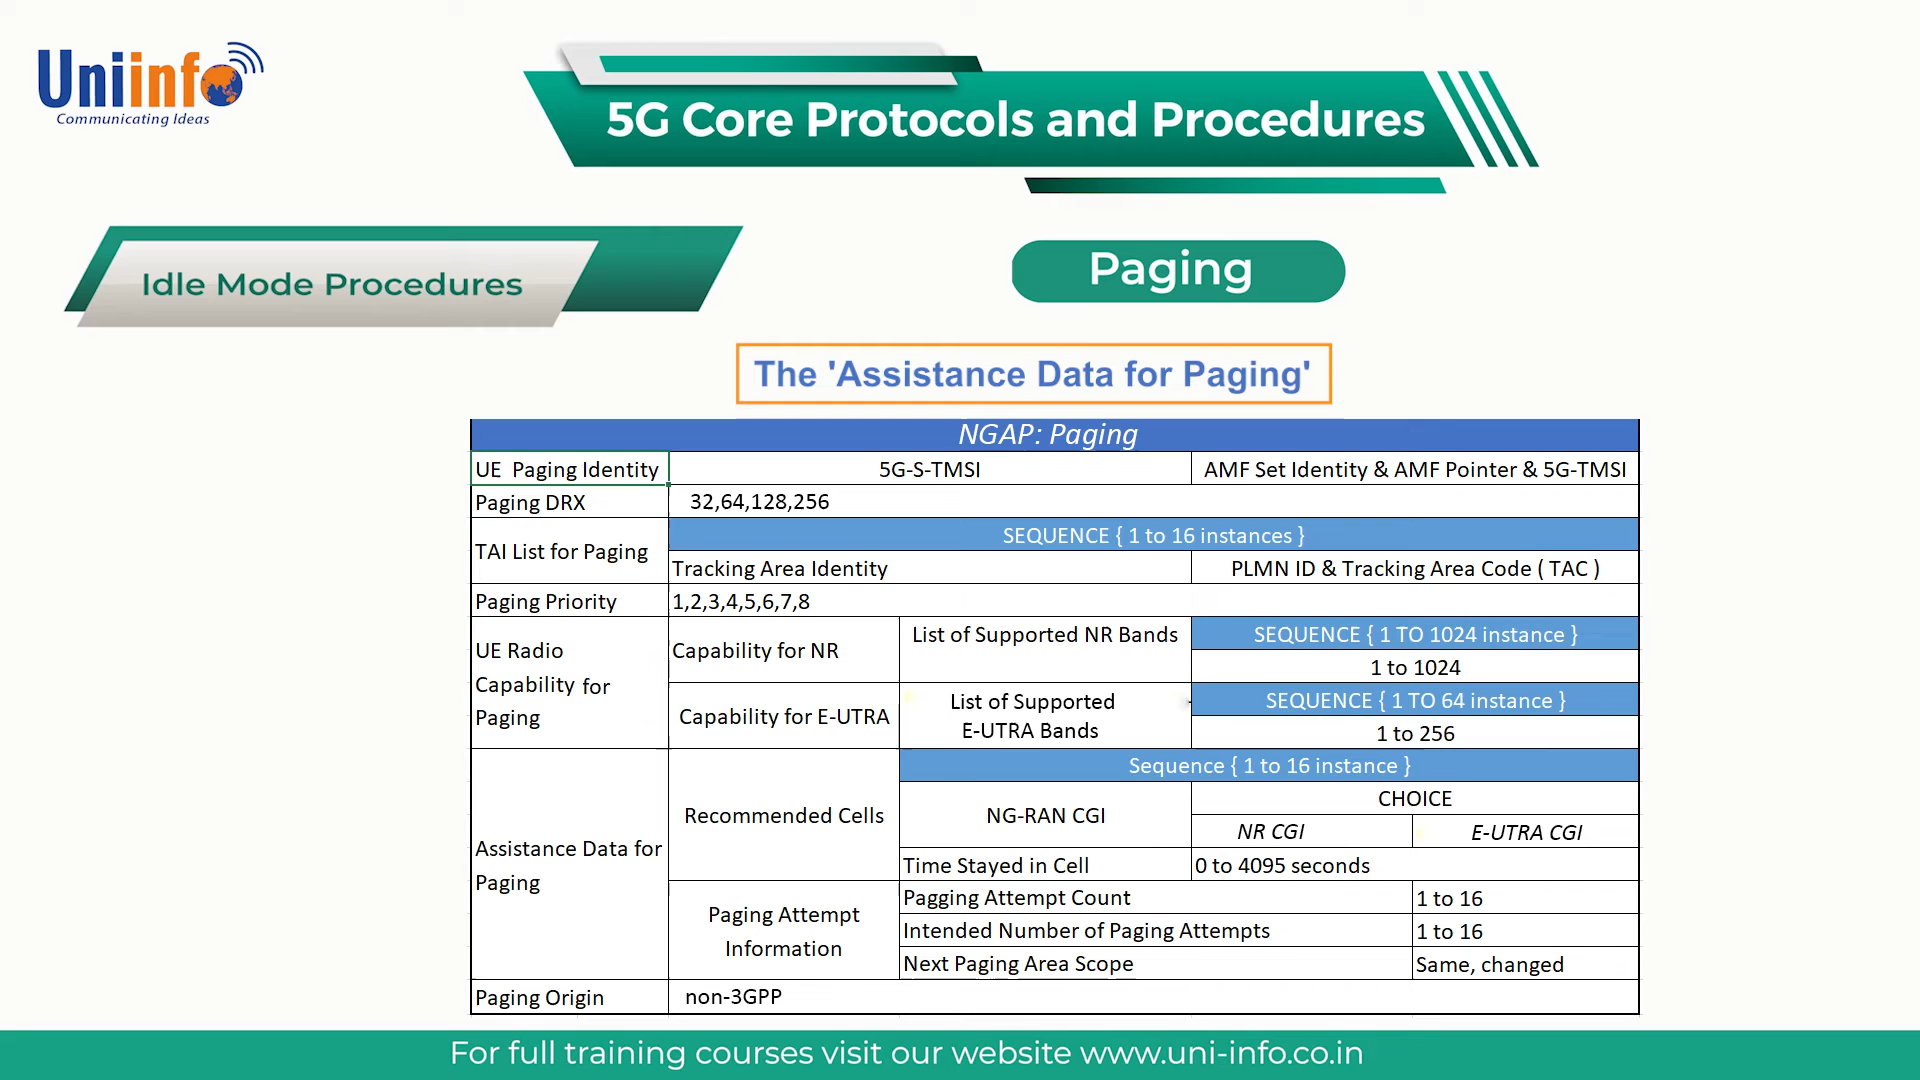 Uniinfo
Communicating Ideas
5G Core Protocols and Procedures
Idle Mode Procedures
Paging
The 'Assistance Data for Paging'
NGAP: Paging
UE Paging Identity
5G-S-TMSI
AMF Set Identity & AMF Pointer & 5G-TMSI
Paging DRX
32,64,128,256
TAI List for Paging
SEQUENCE { 1 to 16 instances }
Tracking Area Identity
PLMN ID & Tracking Area Code ( TAC )
Paging Priority
1,2,3,4,5,6,7,8
UE Radio
Capability for
Paging
Capability for NR
List of Supported NR Bands
SEQUENCE { 1 TO 1024 instance }
1 to 1024
Capability for E-UTRA
List of Supported
E-UTRA Bands
SEQUENCE { 1 TO 64 instance }
1 to 256
Assistance Data for
Paging
Recommended Cells
Sequence { 1 to 16 instance }
NG-RAN CGI
CHOICE
NR CGI
E-UTRA CGI
Time Stayed in Cell
0 to 4095 seconds
Paging Attempt
Information
Pagging Attempt Count
1 to 16
Intended Number of Paging Attempts
1 to 16
Next Paging Area Scope
Same, changed
Paging Origin
non-3GPP
For full training courses visit our website www.uni-info.co.in